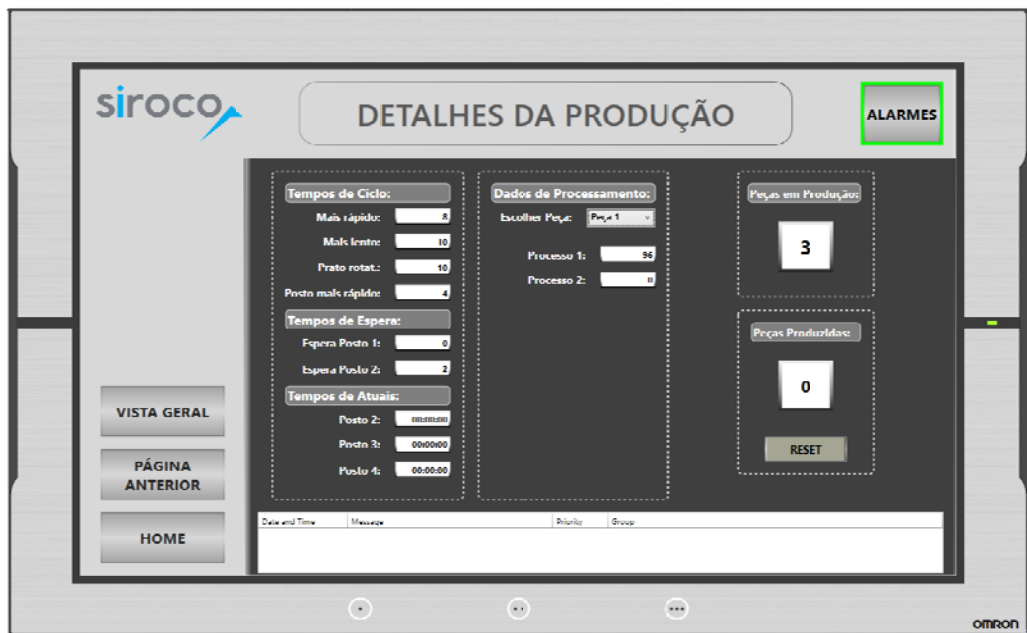 siroco
DETALHES DA PRODUÇÃO
ALARMES
Tempos de Ciclo:
Mais rápido: 8
Mais lento: 10
Prato rotat.: 10
Posto mais rápido: 4
Tempos de Espera:
Espera Posto 1: 0
Espera Posto 2: 2
Tempos de Atuais:
Posto 2: 00:00:00
Posto 3: 00:00:00
Posto 4: 00:00:00
Dados de Processamento:
Escolher Peça: Peça 1
Processo 1: 96
Processo 2: 0
Peças em Produção:
3
Peças Produzidas:
0
RESET
VISTA GERAL
PÁGINA
ANTERIOR
HOME
Date and Time Message Priority Group
OMRON